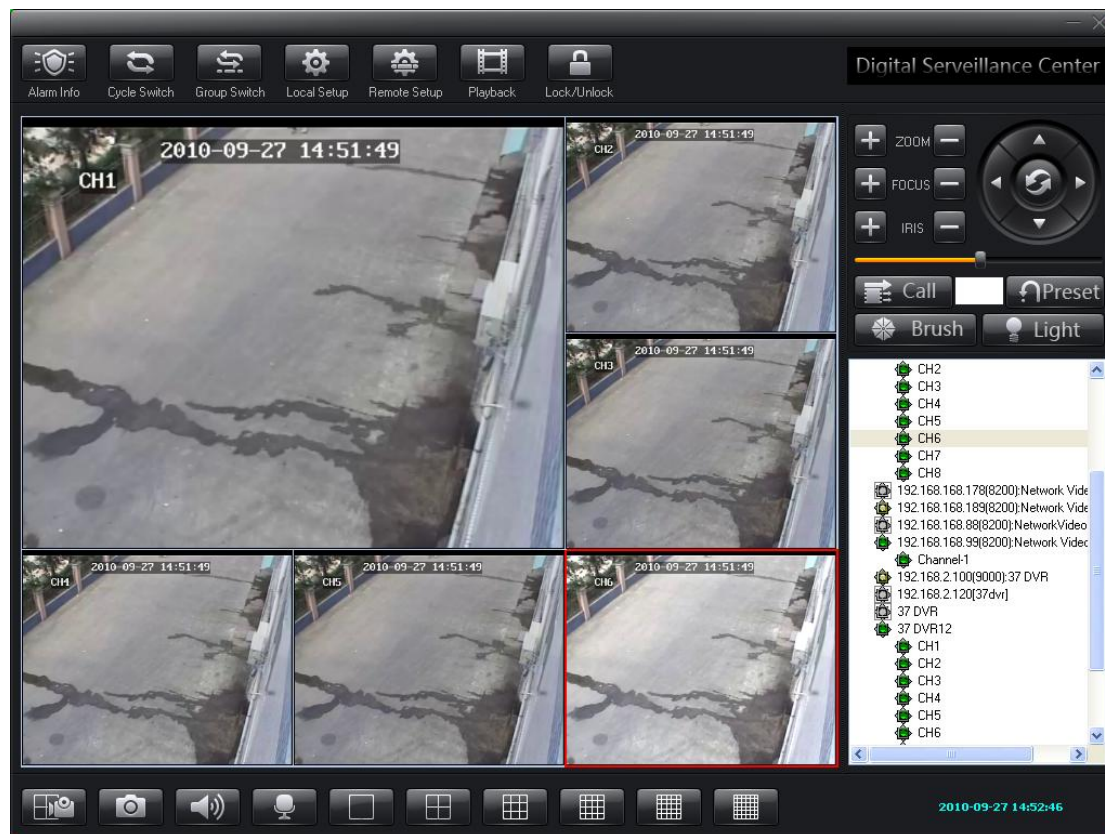 Alarm Info
Cycle Switch
Group Switch
Local Setup
Remote Setup
Playback
Lock/Unlock
Digital Serveillance Center
2010-09-27 14:51:49
CH1
2010-09-27 14:51:49
CH2
2010-09-27 14:51:49
CH3
2010-09-27 14:51:49
CH4
2010-09-27 14:51:49
CH5
2010-09-27 14:51:49
CH6
ZOOM
FOCUS
IRIS
Call
Preset
Brush
Light
CH2
CH3
CH4
CH5
CH6
CH7
CH8
192.168.168.178(8200):Network Vide
192.168.168.189(8200):Network Vide
192.168.168.88(8200):NetworkVideo
192.168.168.99(8200):Network Videc
Channel-1
192.168.2.100(9000):37 DVR
192.168.2.120[37dvr]
37 DVR
37 DVR12
CH1
CH2
CH3
CH4
CH5
CH6
2010-09-27 14:52:46